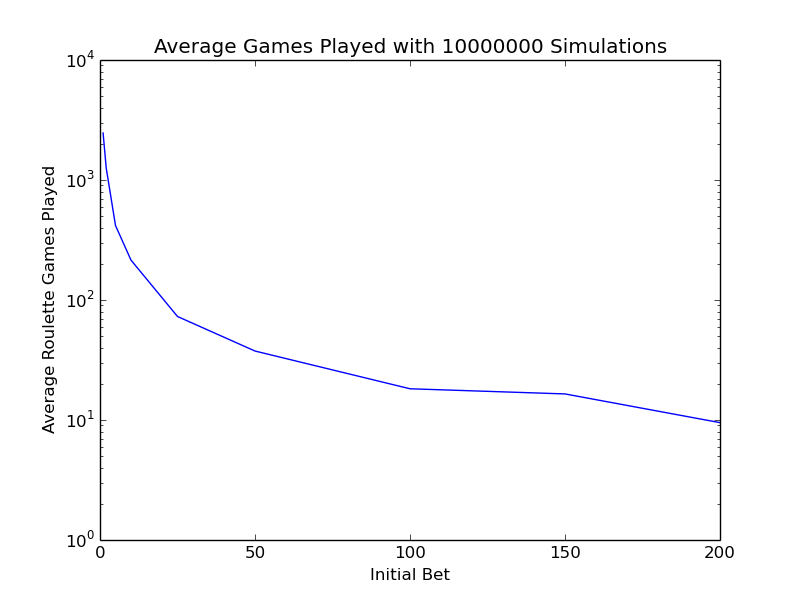 Average Games Played with 10000000 Simulations
10^4
10^3
10^2
10^1
10^0
Average Roulette Games Played
0 50 100 150 200
Initial Bet